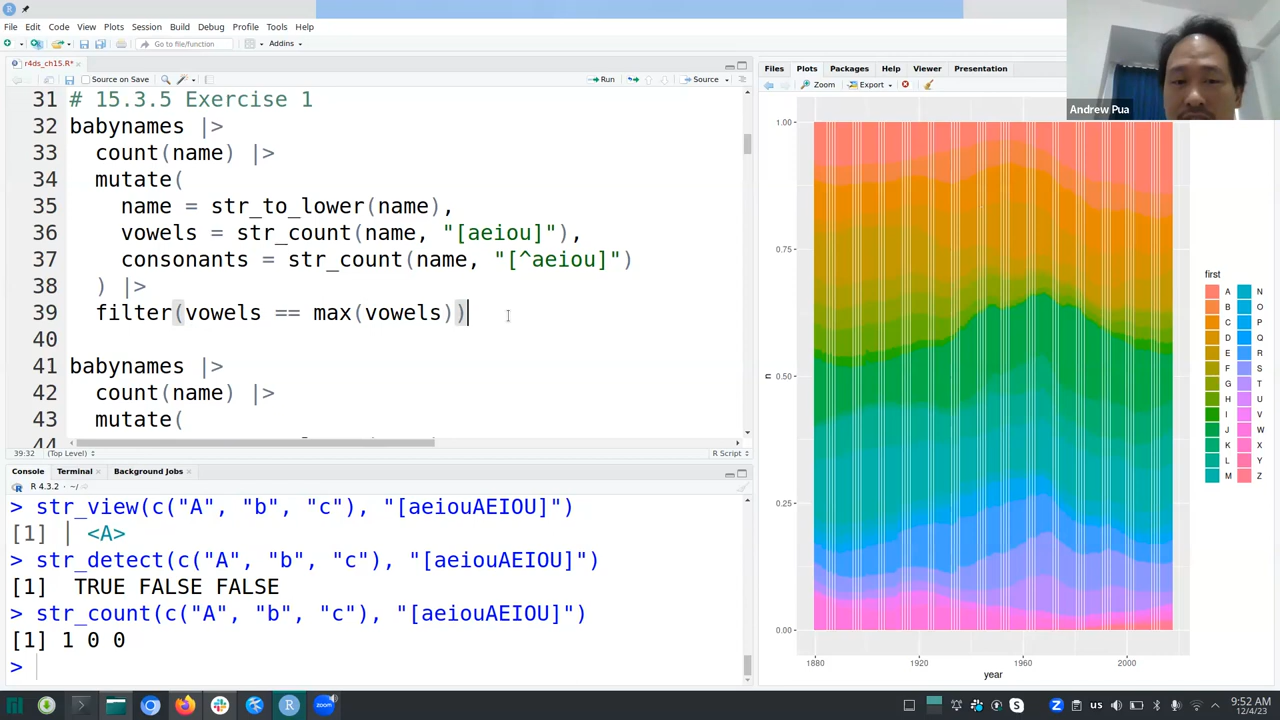 File Edit Code View Plots Session Build Debug Profile Tools Help
Go to file/function
Addins
r4ds_ch15.R*
Source on Save
Run
Source
31 # 15.3.5 Exercise 1
32 babynames |>
33 count(name) |>
34 mutate(
35 name = str_to_lower(name),
36 vowels = str_count(name, "[aeiou]"),
37 consonants = str_count(name, "[^aeiou]")
38 ) |>
39 filter(vowels == max(vowels))
40
41 babynames |>
42 count(name) |>
43 mutate(
39:32 (Top Level) R Script
Console Terminal Background Jobs
R 4.3.2 · ~/
> str_view(c("A", "b", "c"), "[aeiouAEIOU]")
[1] │ <A>
> str_detect(c("A", "b", "c"), "[aeiouAEIOU]")
[1] TRUE FALSE FALSE
> str_count(c("A", "b", "c"), "[aeiouAEIOU]")
[1] 1 0 0
>
Files Plots Packages Help Viewer Presentation
Zoom Export
Andrew Pua
1.00
0.75
0.50
0.25
0.00
n
1880 1920 1960 2000
year
first
A N
B O
C P
D Q
E R
F S
G T
H U
I V
J W
K X
L Y
M Z
zoom
us
9:52 AM
12/4/23